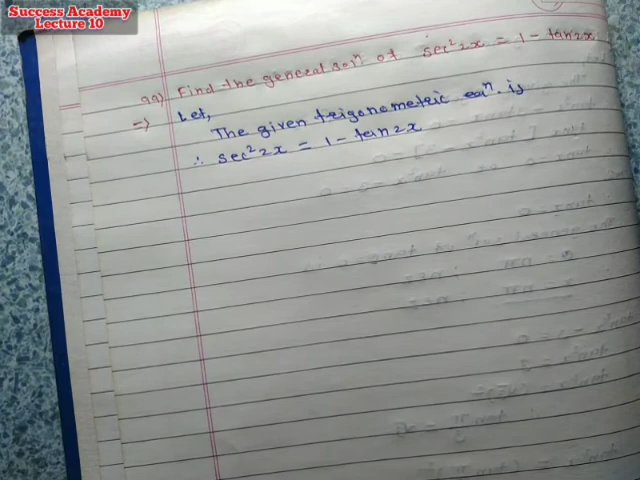 Success Academy
Lecture 10
Find the general solⁿ of sec²2x = 1 - tan2x
=> Let,
The given trigonometric eqⁿ. is
∴ sec²2x = 1 - tan2x